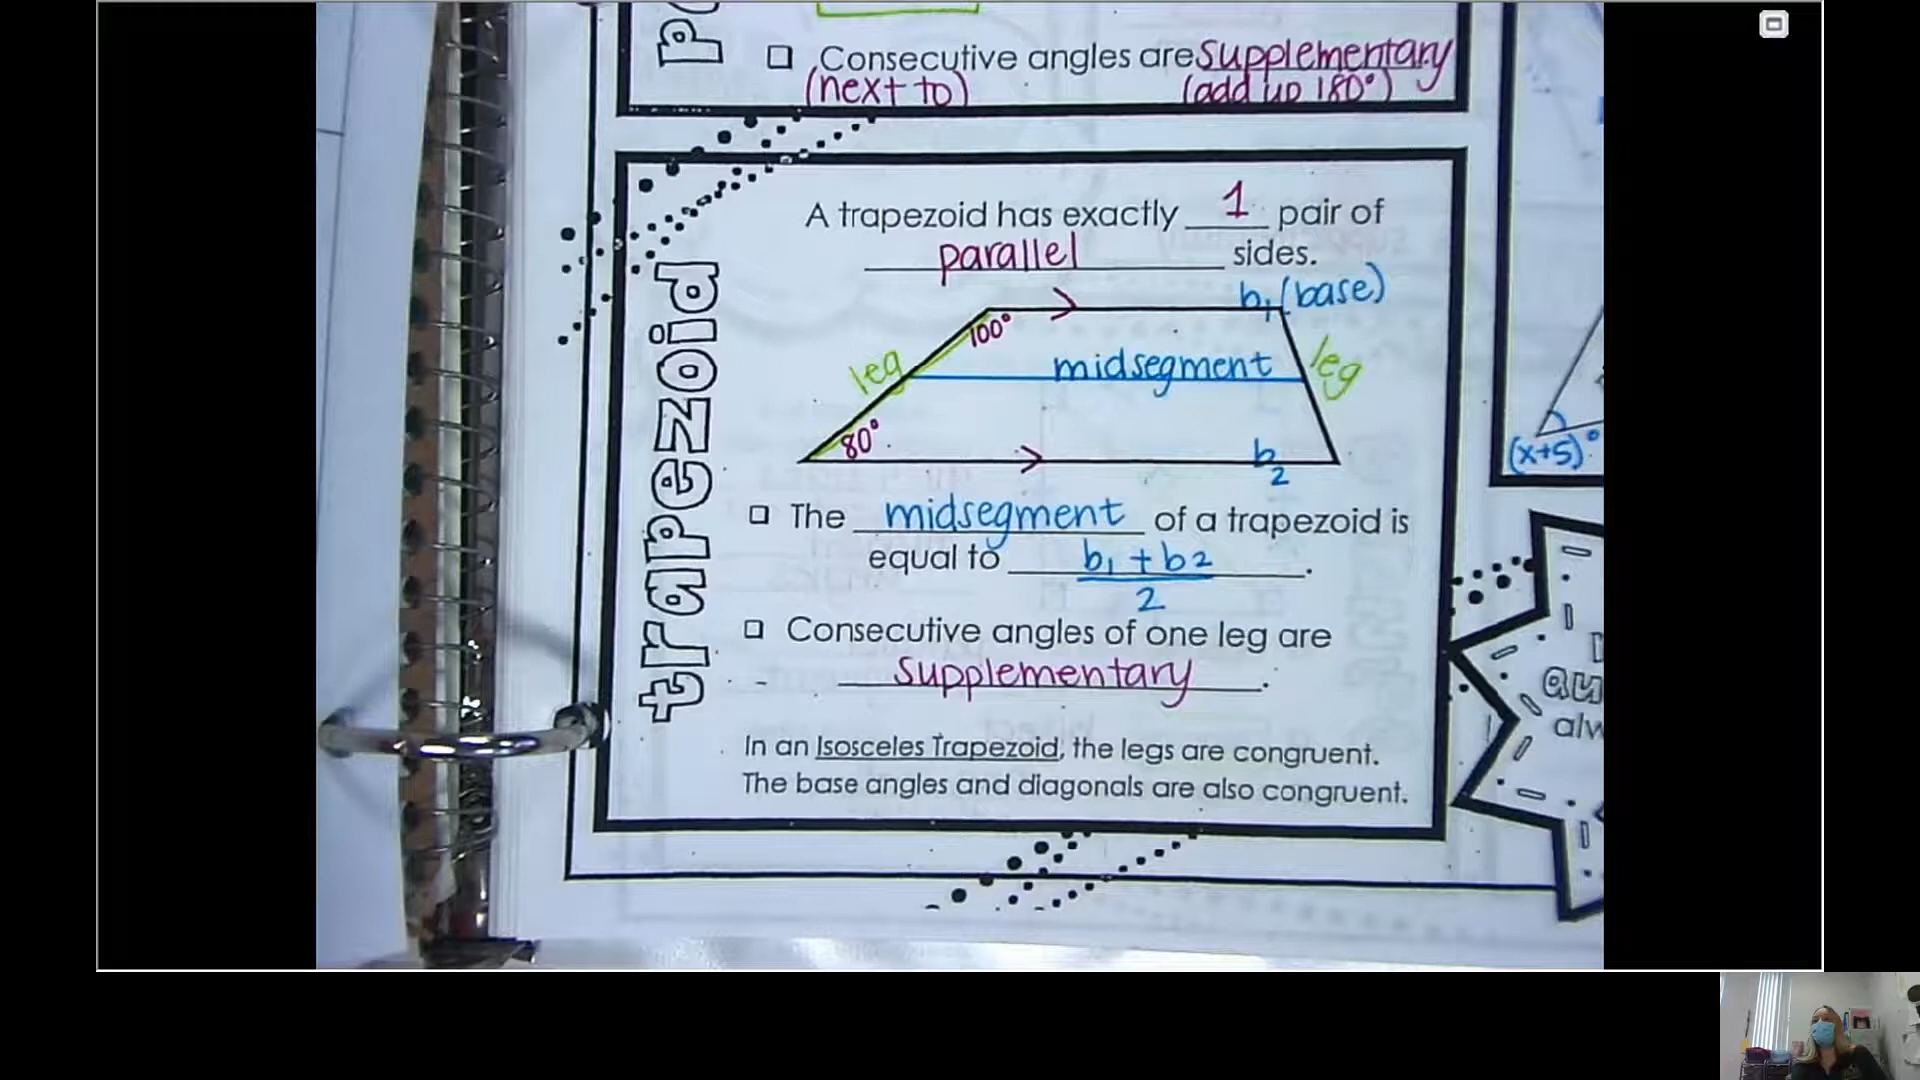 Consecutive angles are supplementary
(next to) (add up 180°)
A trapezoid has exactly 1 pair of
parallel sides.
b₁ (base)
100°
leg
midsegment
leg
80°
b₂
The midsegment of a trapezoid is
equal to b₁ + b₂
2
Consecutive angles of one leg are
supplementary.
In an Isosceles Trapezoid, the legs are congruent.
The base angles and diagonals are also congruent.
trapezoid
(x+5)°